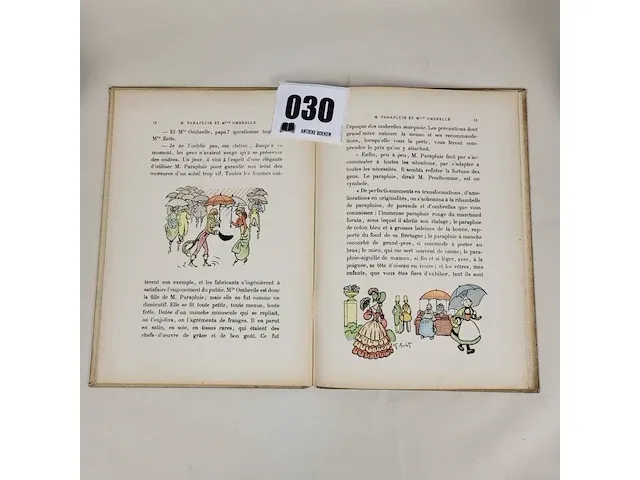 030
ANTIEKE BOEKEN
M. PARAPLUIE ET Mme OMBRELLE
— Et Mlle Ombrelle, papa? questionne
Mlle Zette.
— Je ne l'oublie pas, ma chérie. Jusqu'à ce
moment, les gens n'avaient songé qu'à se préserver
des ondées. Un jour, il vint à l'esprit d'une élégante
d'utiliser M. Parapluie pour garantir son teint des
morsures d'un soleil trop vif. Toutes les femmes
tèrent son exemple, et les fabricants s'ingénièrent à
satisfaire l'engouement du public. Mlle Ombrelle est donc
la fille de M. Parapluie; mais elle en fut comme un
diminutif. Elle se fit toute petite, toute menue, toute
frêle. Dotée d'un manche minuscule qui se repliait,
on l'enjoliva, on l'agrémenta de franges. Il en parut
en satin, en soie, en tissus rares, qui étaient des
chefs-d'œuvre de grâce et de bon goût. Ce fut
M. PARAPLUIE ET Mme OMBRELLE
l'époque des ombrelles marquise. Les précautions dont
grand'mère entoure la sienne et ses recommanda-
tions, lorsqu'elle vous la prête, vous feront com-
prendre le prix qu'on y attachait.
« Enfin, peu à peu, M. Parapluie finit par s'ac-
commoder à toutes les situations, par s'adapter à
toutes les nécessités. Il sembla refléter la fortune des
gens. Le parapluie, dirait M. Prudhomme, est un
symbole.
« De perfectionnements en transformations, d'amé-
liorations en originalités, on s'achemina à la ribambelle
de parapluies, de parasols et d'ombrelles que vous
connaissez : l'immense parapluie rouge du marchand
forain, sous lequel il abrite son étalage; le parapluie
de coton bleu et à grosses baleines de la bonne, rap-
porté du fond de sa Bretagne; le parapluie à manche
recourbé de grand-père, si commode à porter au
bras; le mien, qui me sert souvent de canne; le para-
pluie-aiguille de maman, si fin et si léger, avec, à la
poignée, sa tête d'oiseau en ivoire; et les vôtres, mes
enfants, que vous êtes fiers d'exhiber, tant ils sont